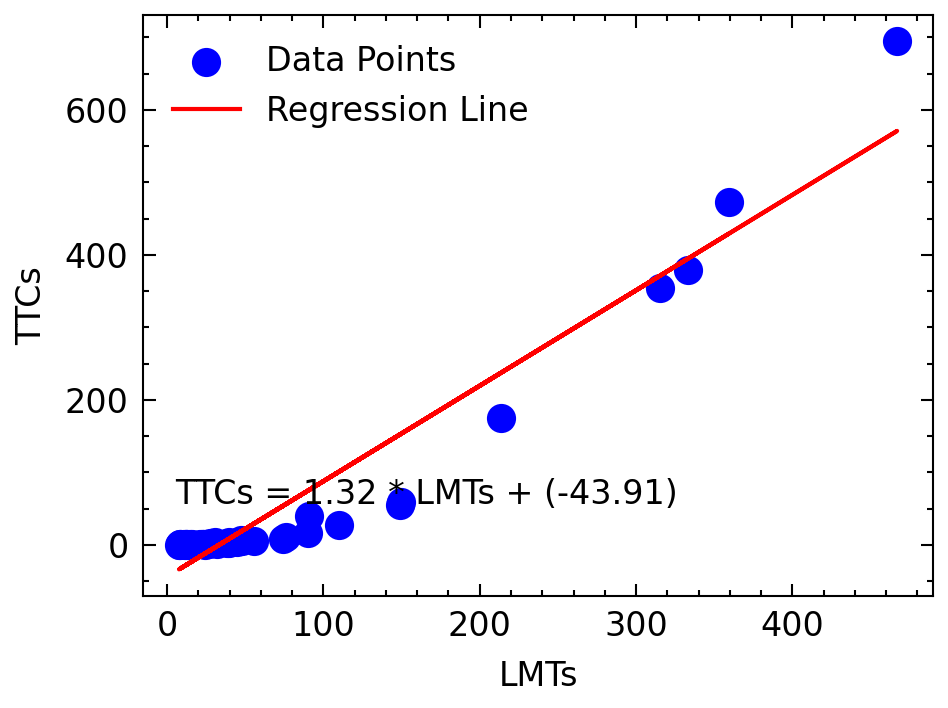 Data Points
Regression Line
600
400
200
0
TTCs
TTCs = 1.32 * LMTs + (-43.91)
0 100 200 300 400
LMTs